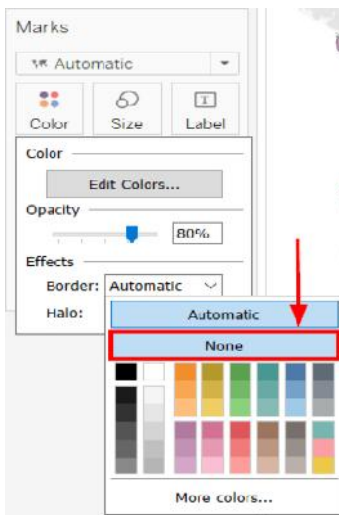 Marks
Automatic
Color Size Label
Color
Edit Colors...
Opacity
80%
Effects
Border: Automatic
Halo:
Automatic
None
More colors...